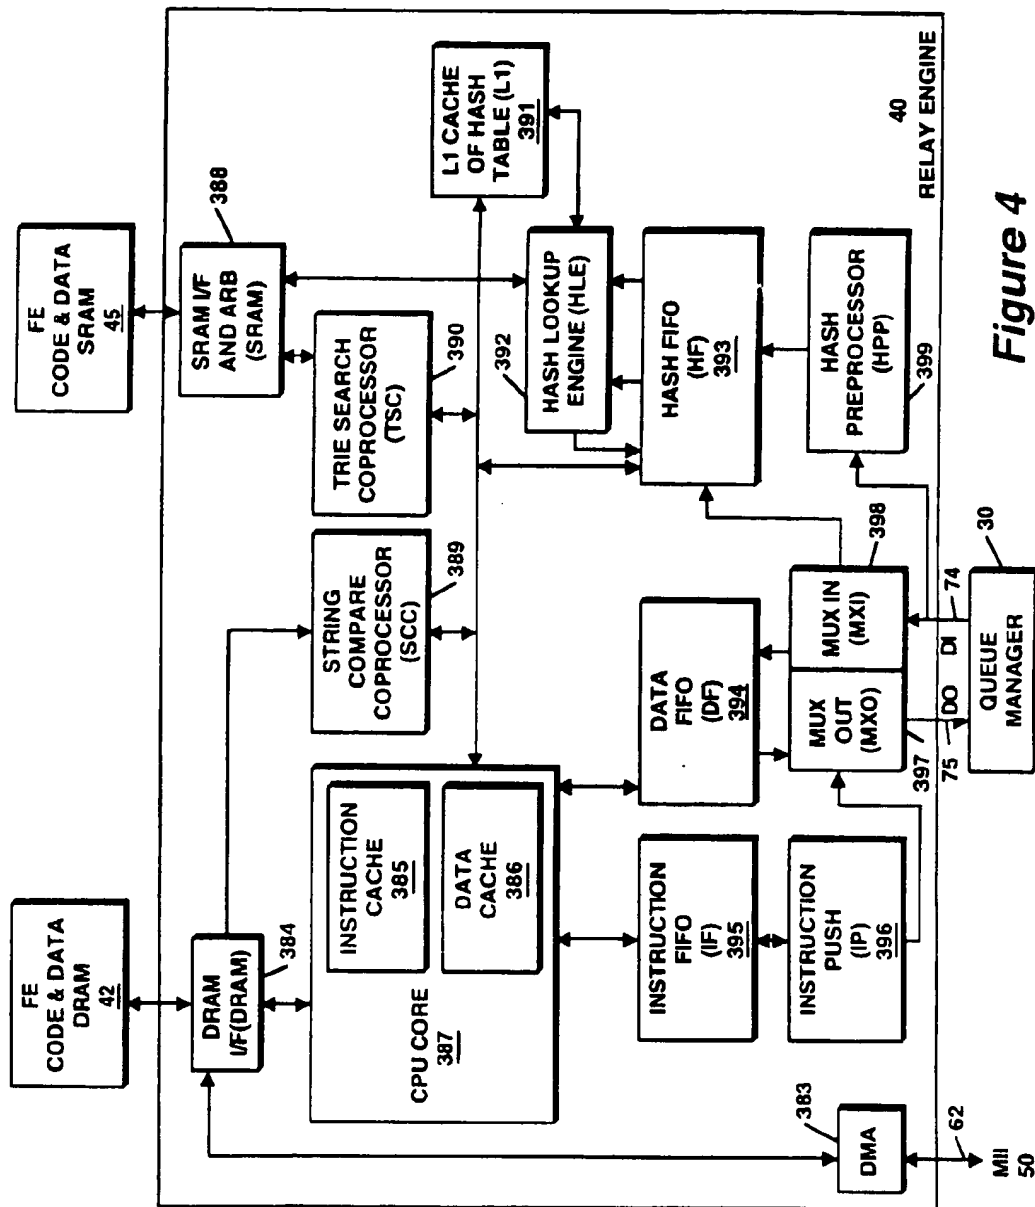 FE
CODE & DATA
DRAM
42
FE
CODE & DATA
SRAM
45
DRAM
I/F(DRAM)
384
SRAM I/F
AND ARB
(SRAM)
388
INSTRUCTION
CACHE
385
DATA
CACHE
386
CPU CORE
387
STRING
COMPARE
COPROCESSOR
(SCC)
389
TRIE SEARCH
COPROCESSOR
(TSC)
390
L1 CACHE
OF HASH
TABLE (L1)
391
392
HASH LOOKUP
ENGINE (HLE)
INSTRUCTION
FIFO
(IF)
395
DATA
FIFO
(DF)
394
HASH FIFO
(HF)
393
INSTRUCTION
PUSH
(IP)
396
MUX
OUT
(MXO)
397
MUX IN
(MXI)
398
HASH
PREPROCESSOR
(HPP)
399
383
DMA
62
MII
50
75
DO
DI
74
QUEUE
MANAGER
30
40
RELAY ENGINE
Figure 4